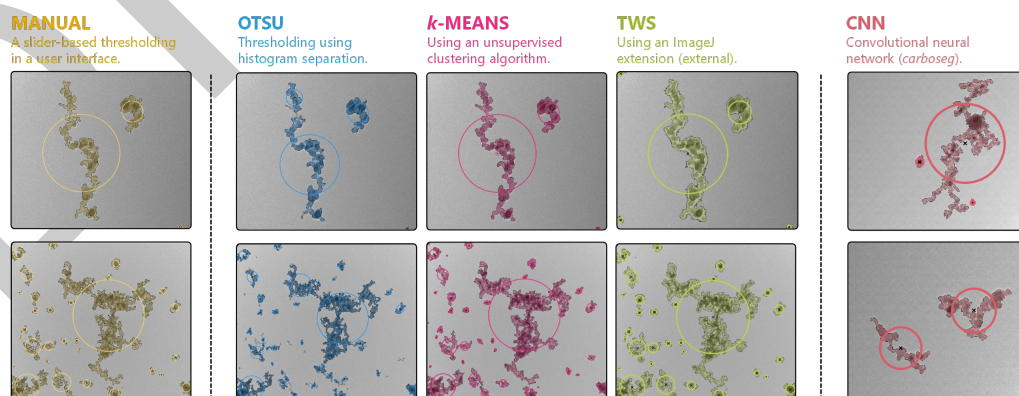 MANUAL
A slider-based thresholding
in a user interface.
OTSU
Thresholding using
histogram separation.
k-MEANS
Using an unsupervised
clustering algorithm.
TWS
Using an ImageJ
extension (external).
CNN
Convolutional neural
network (carboseg).